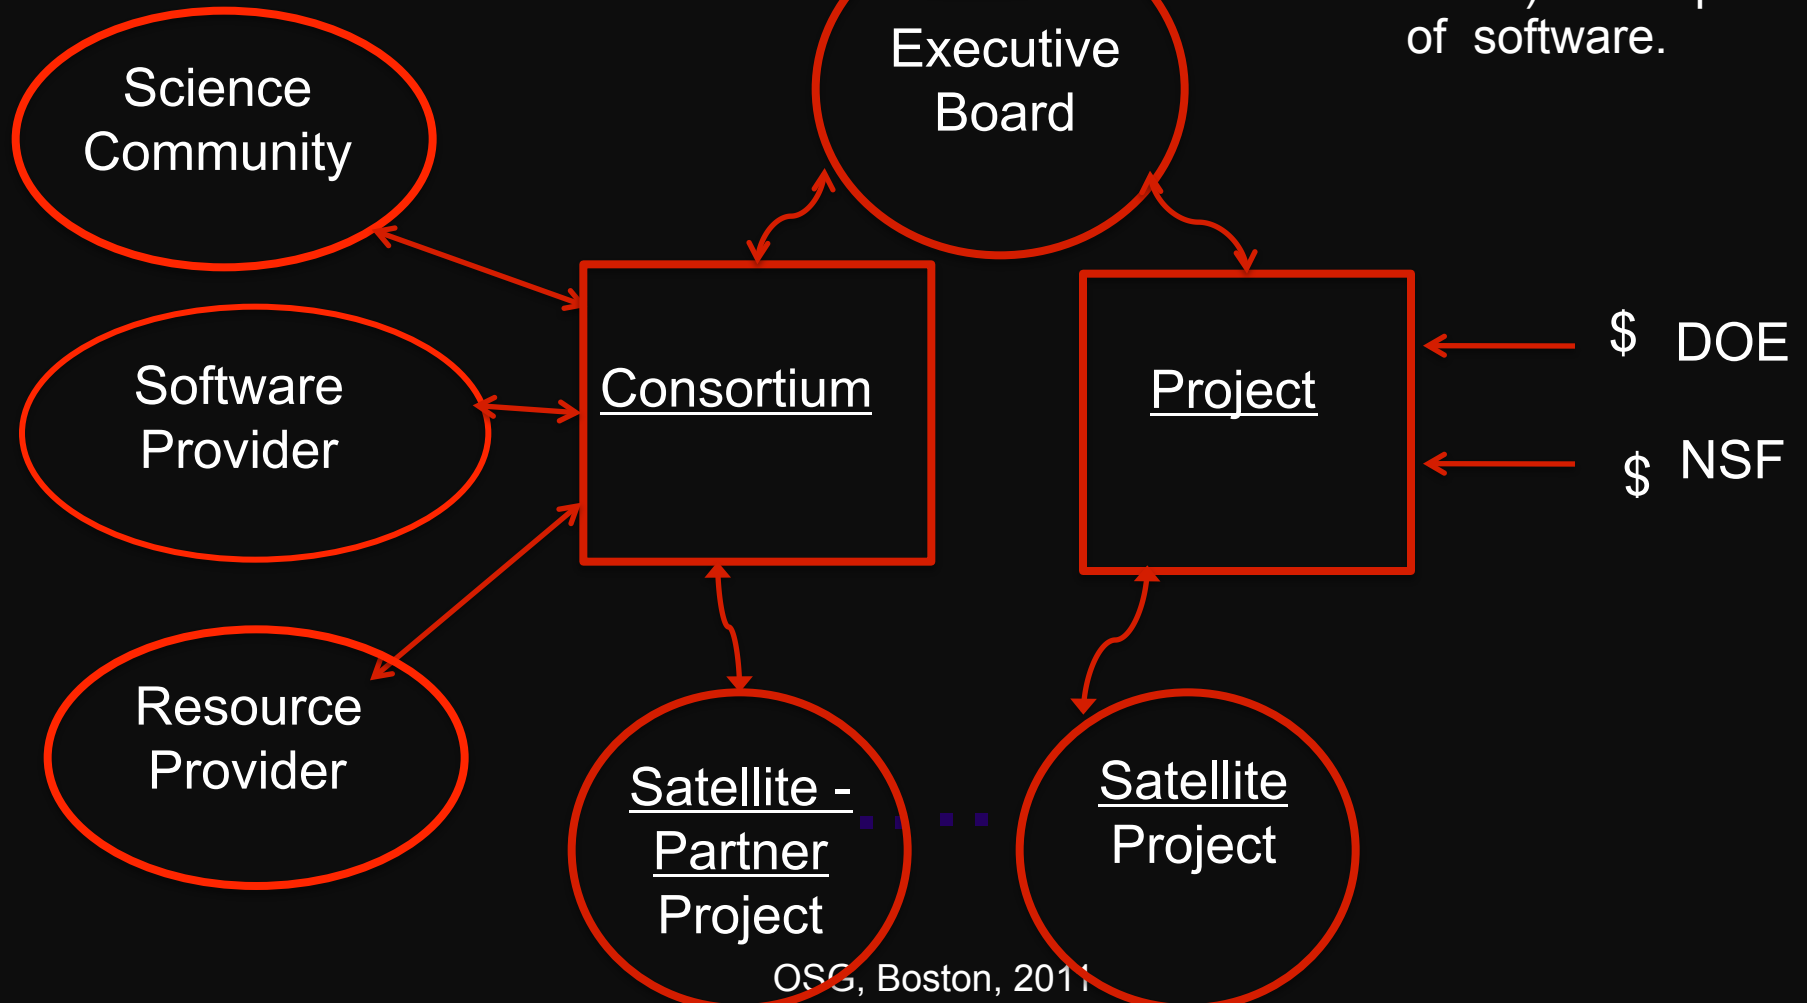 of software.
Executive
Board
Science
Community
Software
Provider
Consortium
Project
$ DOE
$ NSF
Resource
Provider
Satellite -
Partner
Project
Satellite
Project
OSG, Boston, 2011